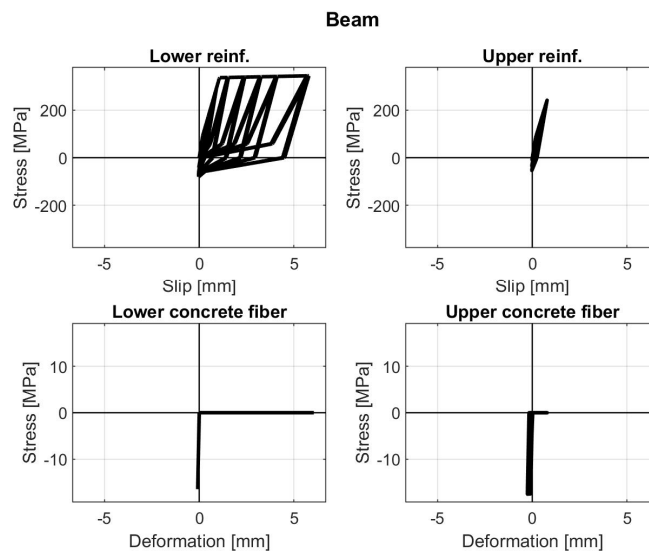 Beam
Lower reinf.
Upper reinf.
Stress [MPa]
200
0
-200
-5
0
5
Slip [mm]
Stress [MPa]
200
0
-200
-5
0
5
Slip [mm]
Lower concrete fiber
Upper concrete fiber
Stress [MPa]
10
0
-10
-5
0
5
Deformation [mm]
Stress [MPa]
10
0
-10
-5
0
5
Deformation [mm]